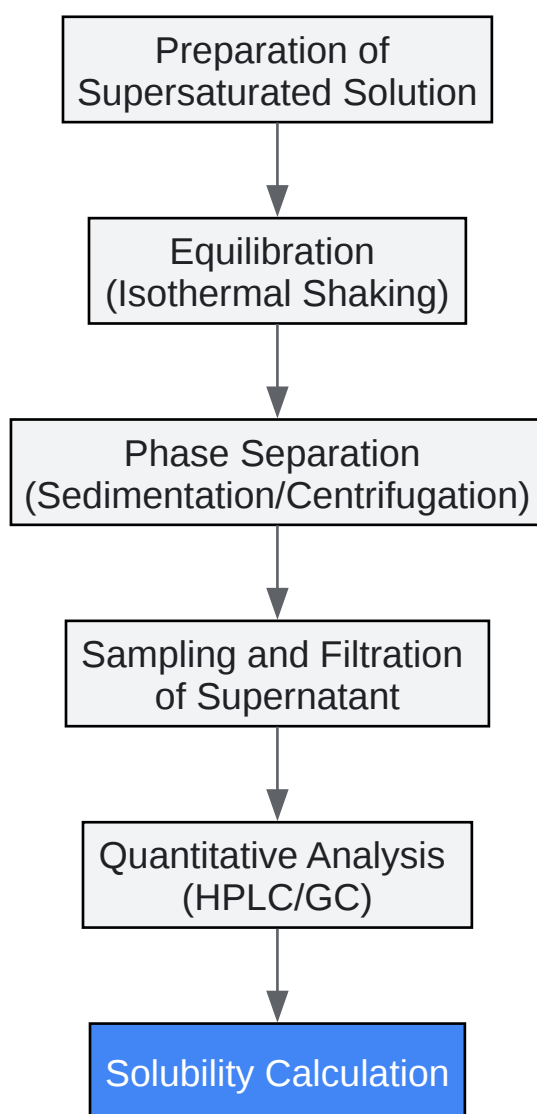 Preparation of
Supersaturated Solution
Equilibration
(Isothermal Shaking)
Phase Separation
(Sedimentation/Centrifugation)
Sampling and Filtration
of Supernatant
Quantitative Analysis
(HPLC/GC)
Solubility Calculation